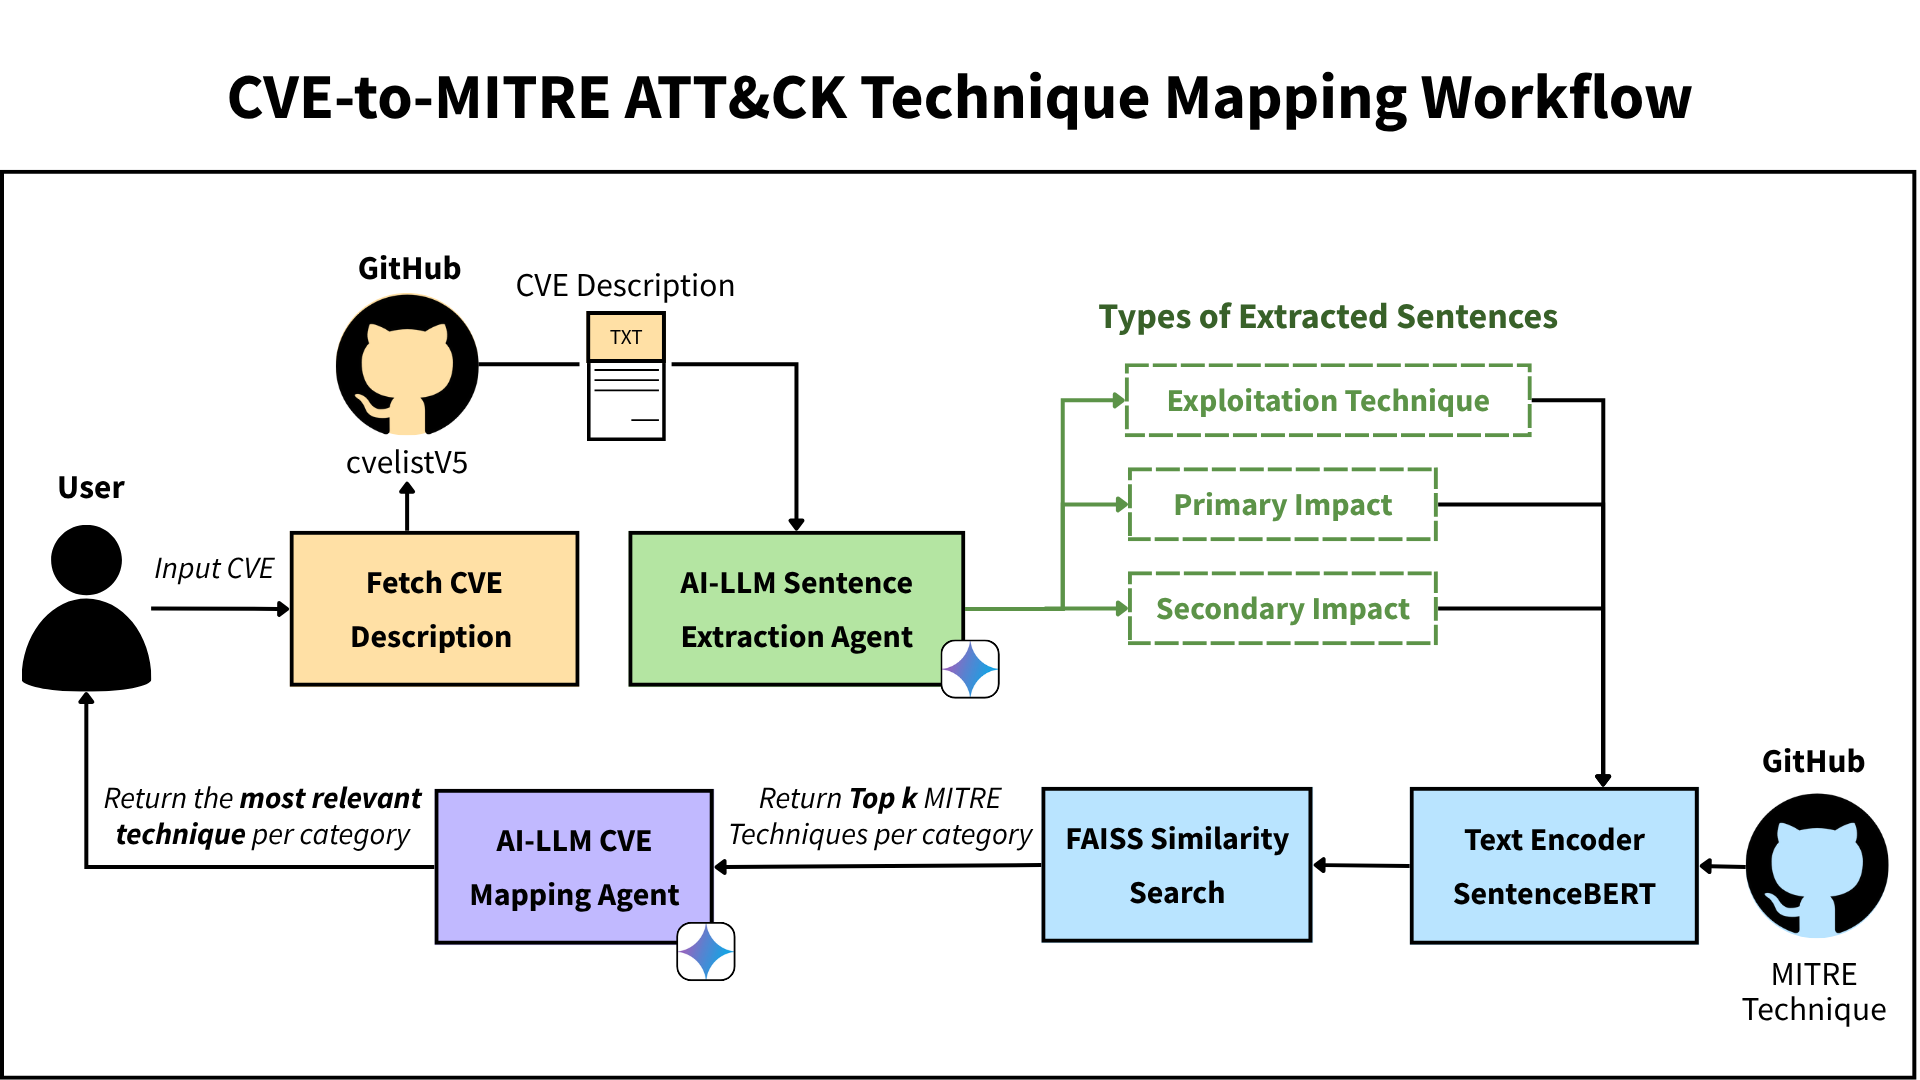 CVE-to-MITRE ATT&CK Technique Mapping Workflow
GitHub
CVE Description
TXT
cvelistV5
User
Input CVE
Fetch CVE
Description
AI-LLM Sentence
Extraction Agent
Types of Extracted Sentences
Exploitation Technique
Primary Impact
Secondary Impact
GitHub
MITRE
Technique
Text Encoder
SentenceBERT
FAISS Similarity
Search
Return Top k MITRE
Techniques per category
AI-LLM CVE
Mapping Agent
Return the most relevant
technique per category